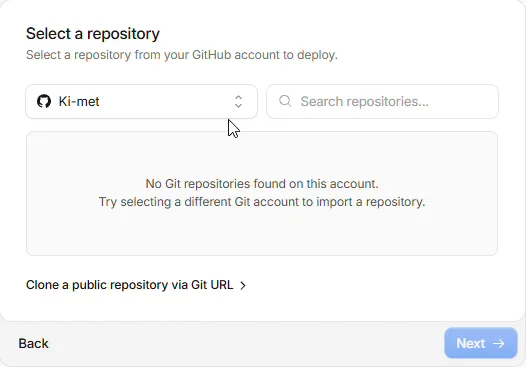 Select a repository
Select a repository from your GitHub account to deploy.
Ki-met
Search repositories...
No Git repositories found on this account.
Try selecting a different Git account to import a repository.
Clone a public repository via Git URL
Back
Next